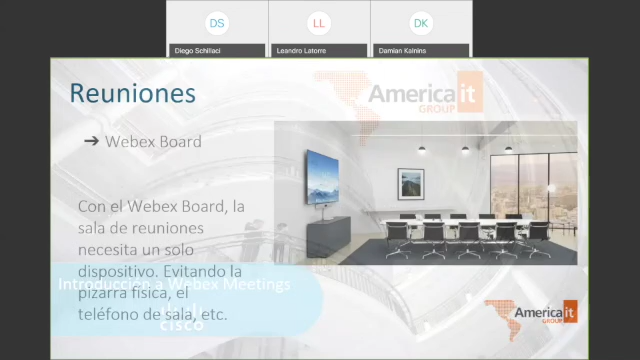 DS
LL
DK
Diego Schillaci
Leandro Latorre
Damian Kalnins
Reuniones
America it
GROUP
➔ Webex Board
Con el Webex Board, la
sala de reuniones
necesita un solo
dispositivo. Evitando la
pizarra física, el
teléfono de sala, etc.
Introducción a Webex Meetings
cisco
America it
GROUP